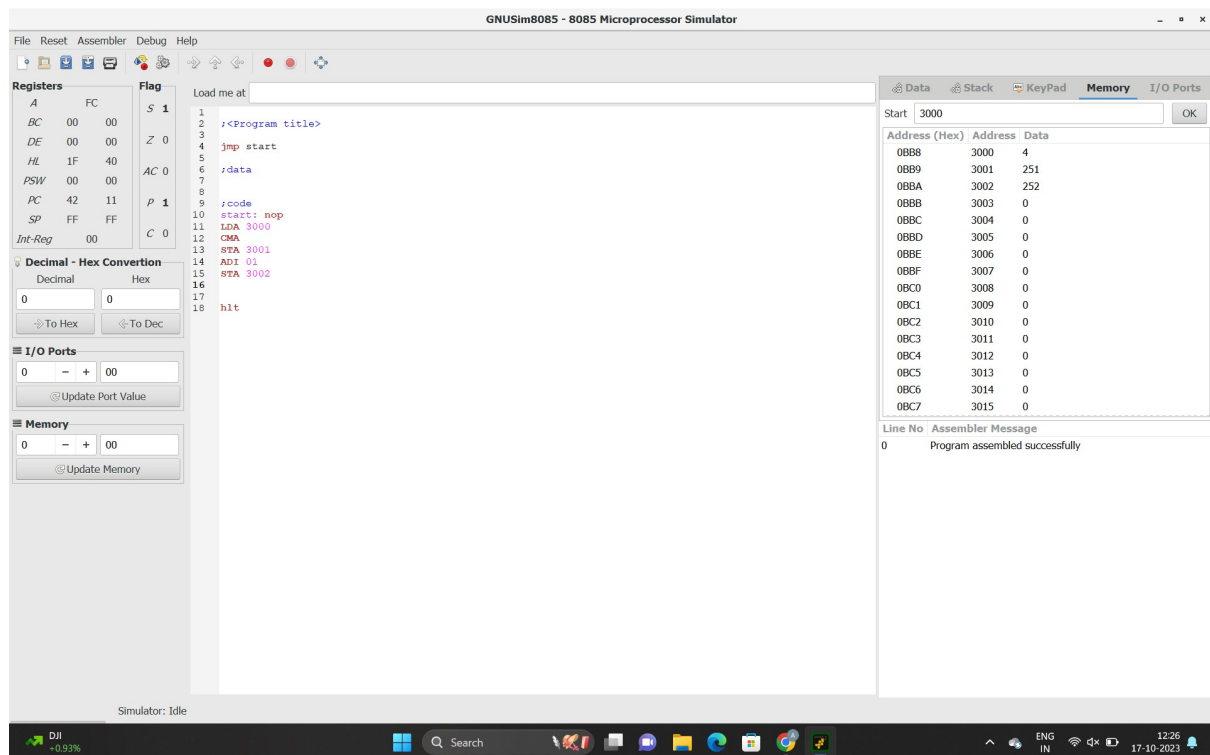 GNUSim8085 - 8085 Microprocessor Simulator
File Reset Assembler Debug Help
Registers
A FC
BC 00 00
DE 00 00
HL 1F 40
PSW 00 00
PC 42 11
SP FF FF
Int-Reg 00
Flag
S 1
Z 0
AC 0
P 1
C 0
Decimal - Hex Convertion
Decimal Hex
0 0
To Hex To Dec
I/O Ports
0 − + 00
Update Port Value
Memory
0 − + 00
Update Memory
Load me at
1
2 ;<Program title>
3
4 jmp start
5
6 ;data
7
8
9 ;code
10 start: nop
11 LDA 3000
12 CMA
13 STA 3001
14 ADI 01
15 STA 3002
16
17
18 hlt
Data Stack KeyPad Memory I/O Ports
Start 3000 OK
Address (Hex) Address Data
0BB8 3000 4
0BB9 3001 251
0BBA 3002 252
0BBB 3003 0
0BBC 3004 0
0BBD 3005 0
0BBE 3006 0
0BBF 3007 0
0BC0 3008 0
0BC1 3009 0
0BC2 3010 0
0BC3 3011 0
0BC4 3012 0
0BC5 3013 0
0BC6 3014 0
0BC7 3015 0
Line No Assembler Message
0 Program assembled successfully
Simulator: Idle
DJI
+0.93%
Search
ENG
IN
12:26
17-10-2023